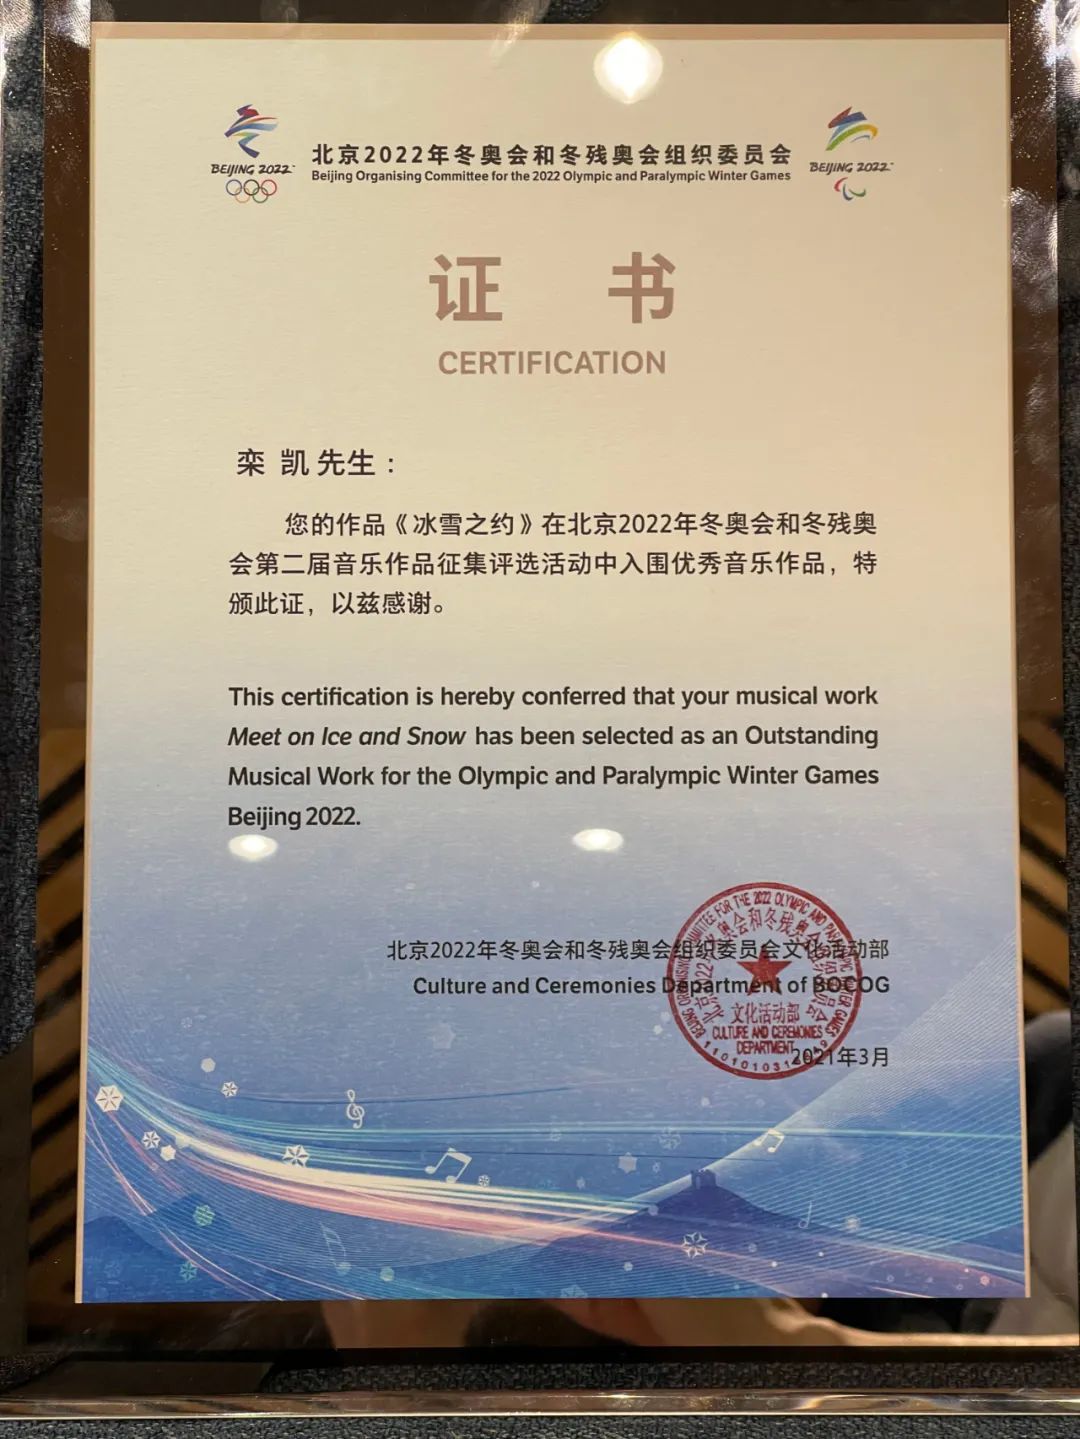 BEIJING 2022
北京2022年冬奥会和冬残奥会组织委员会
Beijing Organising Committee for the 2022 Olympic and Paralympic Winter Games
BEIJING 2022
证 书
CERTIFICATION
栾 凯 先生：
您的作品《冰雪之约》在北京2022年冬奥会和冬残奥
会第二届音乐作品征集评选活动中入围优秀音乐作品，特
颁此证，以兹感谢。
This certification is hereby conferred that your musical work
Meet on Ice and Snow has been selected as an Outstanding
Musical Work for the Olympic and Paralympic Winter Games
Beijing 2022.
北京2022年冬奥会和冬残奥会组织委员会文化活动部
Culture and Ceremonies Department of BOCOG
2021年3月
文化活动部
CULTURE AND CEREMONIES
DEPARTMENT